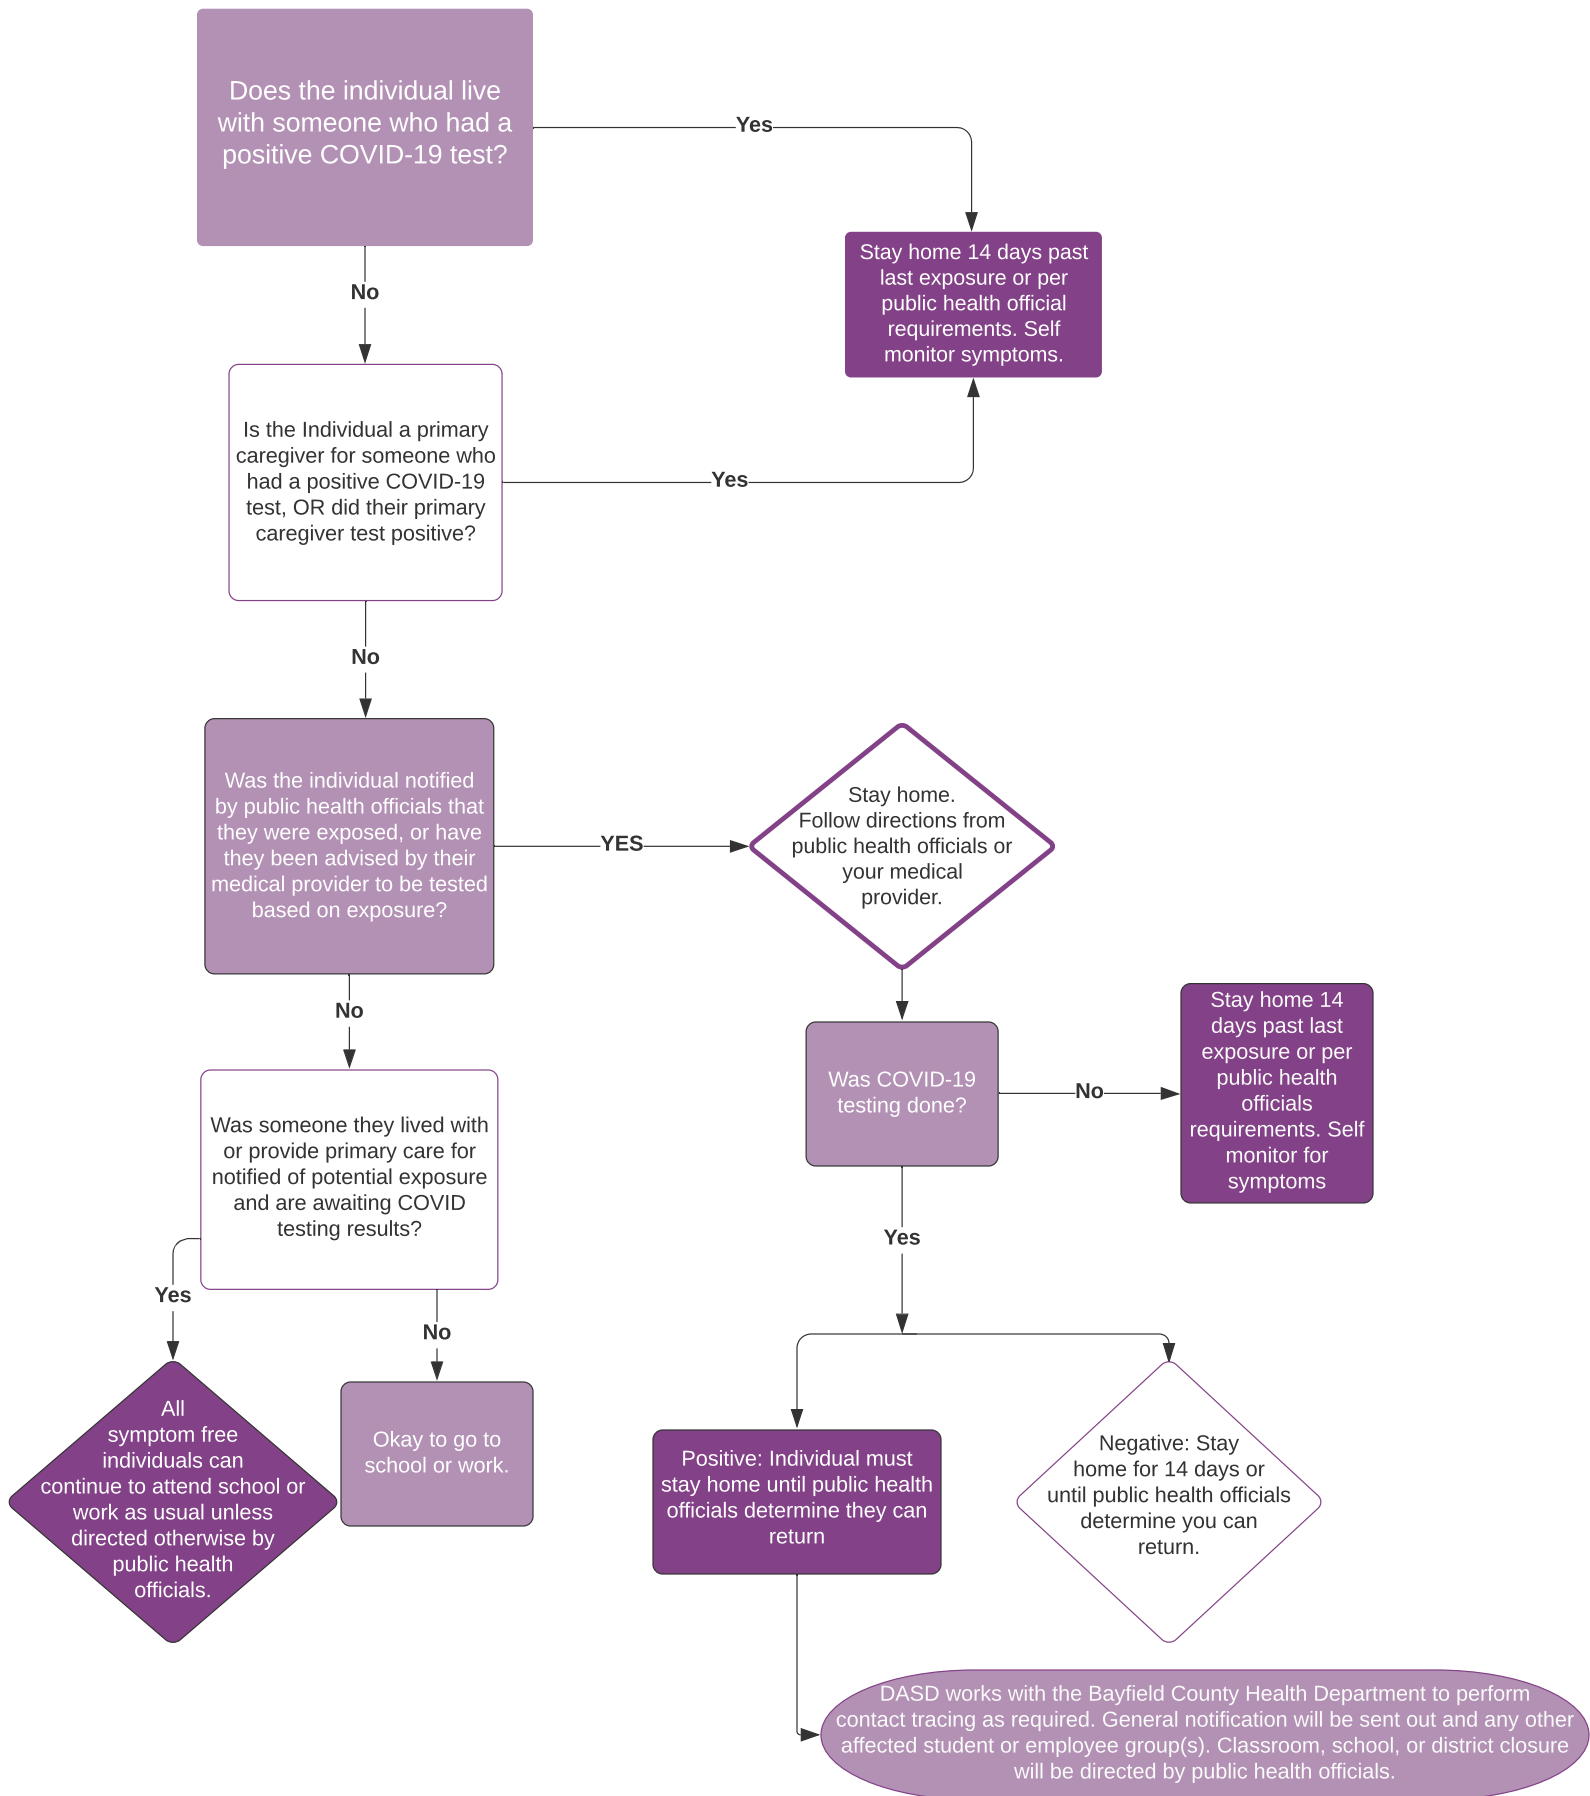 Does the individual live
with someone who had a
positive COVID-19 test?
Yes
Stay home 14 days past
last exposure or per
public health official
requirements. Self
monitor symptoms.
No
Is the Individual a primary
caregiver for someone who
had a positive COVID-19
test, OR did their primary
caregiver test positive?
Yes
No
Was the individual notified
by public health officials that
they were exposed, or have
they been advised by their
medical provider to be tested
based on exposure?
YES
Stay home.
Follow directions from
public health officials or
your medical
provider.
No
Was COVID-19
testing done?
No
Stay home 14
days past last
exposure or per
public health
officials
requirements. Self
monitor for
symptoms
Was someone they lived with
or provide primary care for
notified of potential exposure
and are awaiting COVID
testing results?
Yes
Yes
No
All
symptom free
individuals can
continue to attend school or
work as usual unless
directed otherwise by
public health
officials.
Okay to go to
school or work.
Positive: Individual must
stay home until public health
officials determine they can
return
Negative: Stay
home for 14 days or
until public health officials
determine you can
return.
DASD works with the Bayfield County Health Department to perform
contact tracing as required. General notification will be sent out and any other
affected student or employee group(s). Classroom, school, or district closure
will be directed by public health officials.